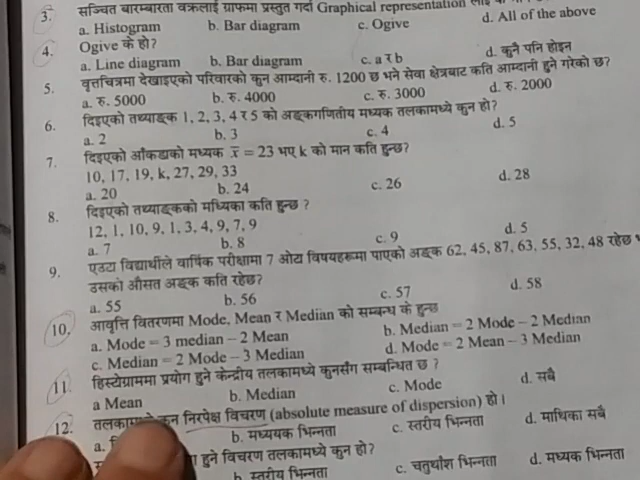 3. सञ्चित बारम्बारता वक्रलाई ग्राफमा प्रस्तुत गर्दा Graphical representation
a. Histogram b. Bar diagram c. Ogive d. All of the above
4. Ogive के हो?
a. Line diagram b. Bar diagram c. a र b d. कुनै पनि होइन
5. वृत्तचित्रमा देखाइएको परिवारको कुन आम्दानी रु. 1200 छ भने सेवा क्षेत्रबाट कति आम्दानी हुने गरेको छ?
a. रु. 5000 b. रु. 4000 c. रु. 3000 d. रु. 2000
6. दिइएको तथ्याङ्क 1, 2, 3, 4 र 5 को अङ्कगणितीय मध्यक तलकामध्ये कुन हो?
a. 2 b. 3 c. 4 d. 5
7. दिइएको आँकडाको मध्यक x̅ = 23 भए k को मान कति हुन्छ?
10, 17, 19, k, 27, 29, 33
a. 20 b. 24 c. 26 d. 28
8. दिइएको तथ्याङ्कको मध्यिका कति हुन्छ ?
12, 1, 10, 9, 1, 3, 4, 9, 7, 9
a. 7 b. 8 c. 9 d. 5
9. एउटा विद्यार्थीले वार्षिक परीक्षामा 7 ओटा विषयहरूमा पाएको अङ्क 62, 45, 87, 63, 55, 32, 48 रहेछ
उसको औसत अङ्क कति रहेछ?
a. 55 b. 56 c. 57 d. 58
10. आवृत्ति वितरणमा Mode, Mean र Median को सम्बन्ध के हुन्छ
a. Mode = 3 median – 2 Mean b. Median = 2 Mode – 2 Median
c. Median = 2 Mode – 3 Median d. Mode = 2 Mean – 3 Median
11. हिस्टोग्राममा प्रयोग हुने केन्द्रीय तलकामध्ये कुनसँग सम्बन्धित छ ?
a Mean b. Median c. Mode d. सबै
12. तलकामध्ये कुन निरपेक्ष विचरण (absolute measure of dispersion) हो।
a. b. मध्ययक भिन्नता c. स्तरीय भिन्नता d. माथिका सबै
हुने विचरण तलकामध्ये कुन हो?
b. स्तरीय भिन्नता c. चतुर्थांश भिन्नता d. मध्यक भिन्नता